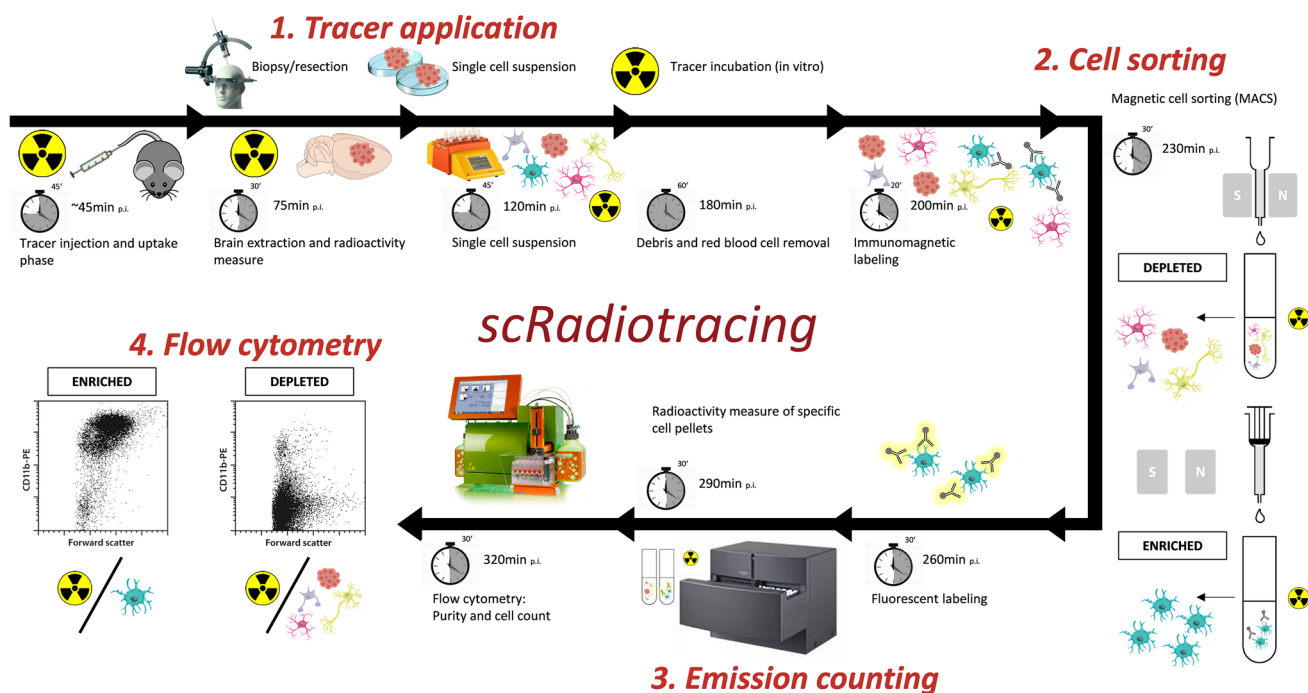 1. Tracer application
Biopsy/resection
Single cell suspension
Tracer incubation (in vitro)
45’
~45min p.i.
Tracer injection and uptake
phase
30’
75min p.i.
Brain extraction and radioactivity
measure
45’
120min p.i.
Single cell suspension
60’
180min p.i.
Debris and red blood cell removal
20’
200min p.i.
Immunomagnetic
labeling
2. Cell sorting
Magnetic cell sorting (MACS)
30’
230min p.i.
S N
DEPLETED
S N
ENRICHED
scRadiotracing
30’
260min p.i.
Fluorescent labeling
3. Emission counting
Radioactivity measure of specific
cell pellets
30’
290min p.i.
30’
320min p.i.
Flow cytometry:
Purity and cell count
4. Flow cytometry
ENRICHED
CD11b-PE
Forward scatter
DEPLETED
CD11b-PE
Forward scatter